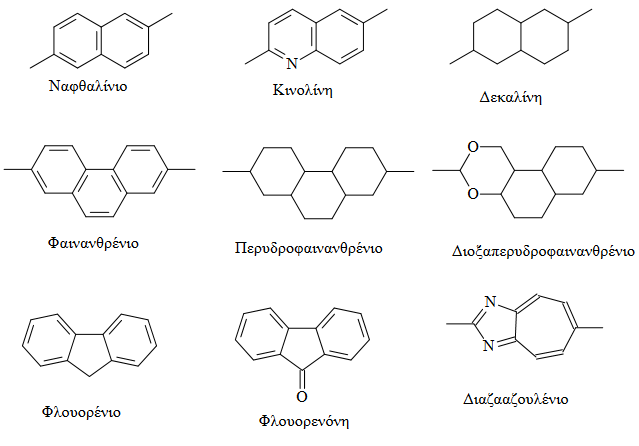 N
Ναφθαλίνιο
Κινολίνη
Δεκαλίνη
O
O
Φαινανθρένιο
Περυδροφαινανθρένιο
Διοξαπερυδροφαινανθρένιο
N
N
O
Φλουορένιο
Φλουορενόνη
Διαζααζουλένιο